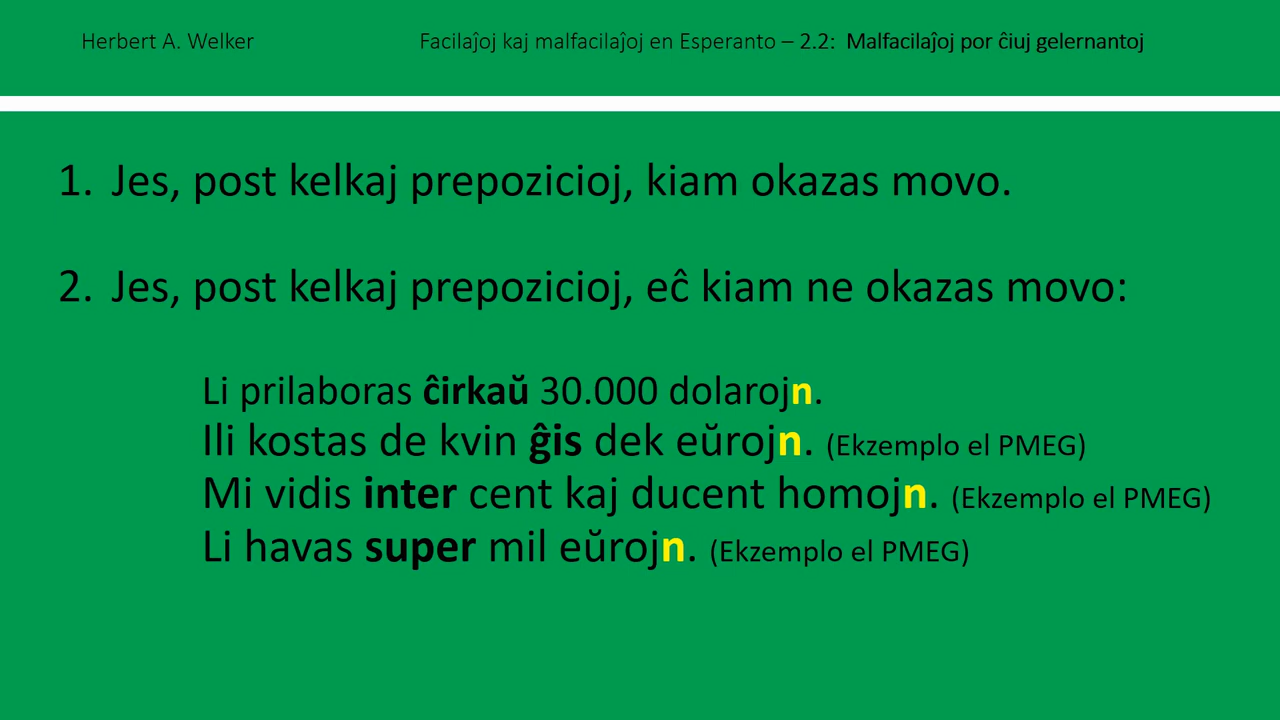 Herbert A. Welker Facilaĵoj kaj malfacilaĵoj en Esperanto – 2.2: Malfacilaĵoj por ĉiuj gelernantoj
1. Jes, post kelkaj prepozicioj, kiam okazas movo.
2. Jes, post kelkaj prepozicioj, eĉ kiam ne okazas movo:
Li prilaboras ĉirkaŭ 30.000 dolarojn.
Ili kostas de kvin ĝis dek eŭrojn. (Ekzemplo el PMEG)
Mi vidis inter cent kaj ducent homojn. (Ekzemplo el PMEG)
Li havas super mil eŭrojn. (Ekzemplo el PMEG)